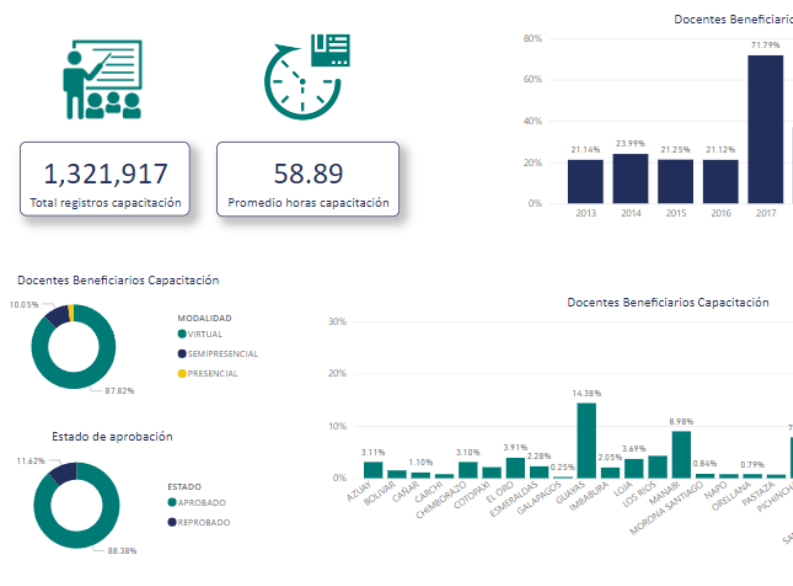 1,321,917
Total registros capacitación
58.89
Promedio horas capacitación
Docentes Beneficiario
80%
60%
40%
20%
0%
21.14%
23.99%
21.25%
21.12%
71.79%
2013
2014
2015
2016
2017
Docentes Beneficiarios Capacitación
10.05%
87.82%
MODALIDAD
VIRTUAL
SEMIPRESENCIAL
PRESENCIAL
Estado de aprobación
11.62%
88.38%
ESTADO
APROBADO
REPROBADO
Docentes Beneficiarios Capacitación
30%
20%
10%
0%
3.11%
1.10%
3.10%
3.91%
2.28%
0.25%
14.38%
2.05%
3.69%
8.98%
0.84%
0.79%
7
AZUAY
BOLIVAR
CAÑAR
CARCHI
CHIMBORAZO
COTOPAXI
EL ORO
ESMERALDAS
GALAPAGOS
GUAYAS
IMBABURA
LOJA
LOS RIOS
MANABI
MORONA SANTIAGO
NAPO
ORELLANA
PASTAZA
PICHINCH
SA